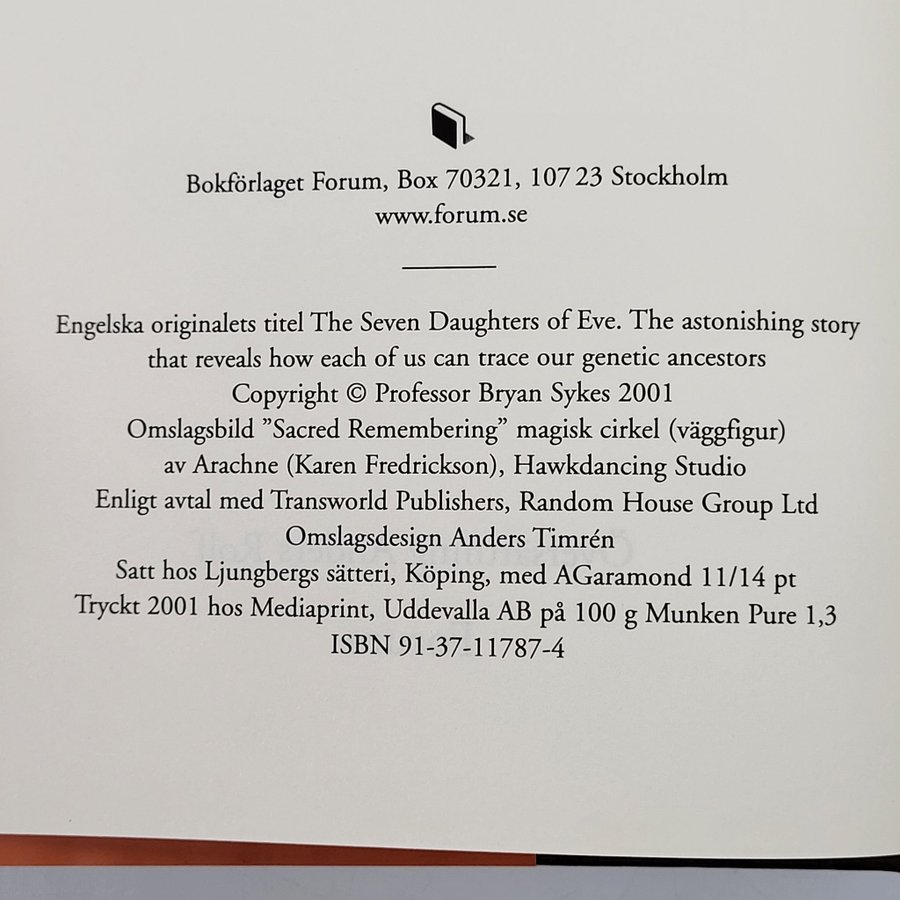 Bokförlaget Forum, Box 70321, 107 23 Stockholm
www.forum.se
Engelska originalets titel The Seven Daughters of Eve. The astonishing story
that reveals how each of us can trace our genetic ancestors
Copyright © Professor Bryan Sykes 2001
Omslagsbild ”Sacred Remembering” magisk cirkel (väggfigur)
av Arachne (Karen Fredrickson), Hawkdancing Studio
Enligt avtal med Transworld Publishers, Random House Group Ltd
Omslagsdesign Anders Timrén
Satt hos Ljungbergs sätteri, Köping, med AGaramond 11/14 pt
Tryckt 2001 hos Mediaprint, Uddevalla AB på 100 g Munken Pure 1,3
ISBN 91-37-11787-4